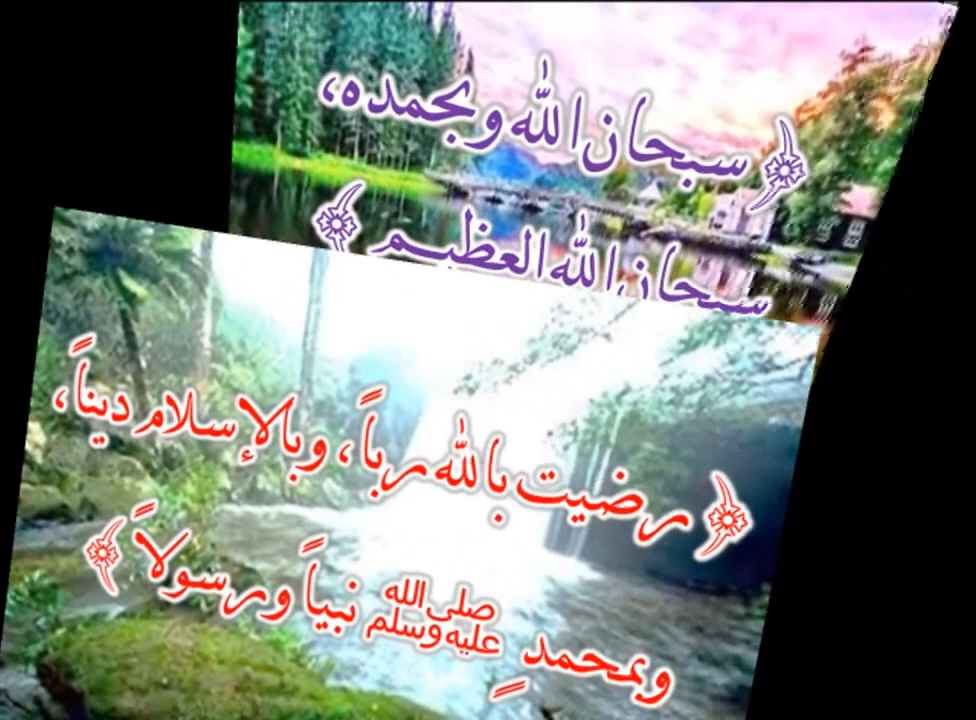 ﴿ سبحان الله وبحمده،
سبحان الله العظيم ﴾
﴿ رضيت بالله رباً، وبالإسلام ديناً،
وبمحمدٍ صلى الله عليه وسلم نبياً ورسولاً ﴾